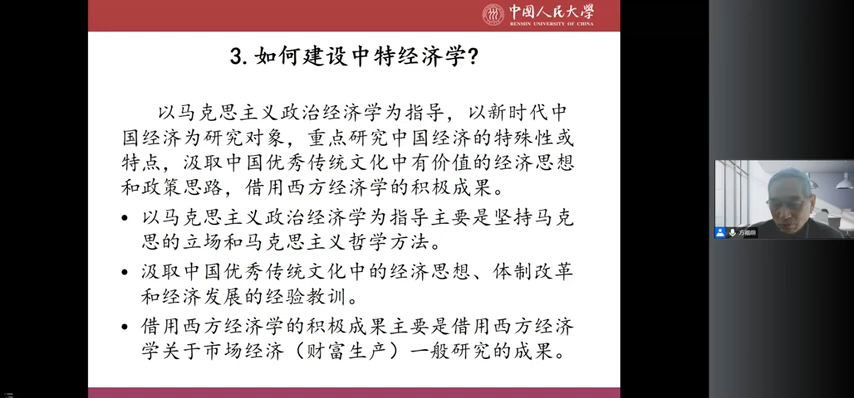 中国人民大学
RENMIN UNIVERSITY OF CHINA
3.如何建设中特经济学?
以马克思主义政治经济学为指导，以新时代中
国经济为研究对象，重点研究中国经济的特殊性或
特点，汲取中国优秀传统文化中有价值的经济思想
和政策思路，借用西方经济学的积极成果。
• 以马克思主义政治经济学为指导主要是坚持马克
思的立场和马克思主义哲学方法。
• 汲取中国优秀传统文化中的经济思想、体制改革
和经济发展的经验教训。
• 借用西方经济学的积极成果主要是借用西方经济
学关于市场经济（财富生产）一般研究的成果。